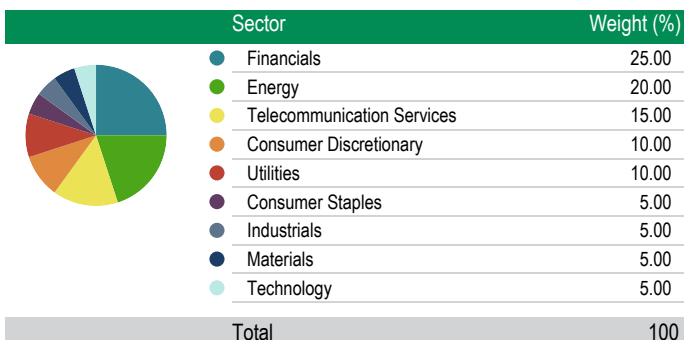 Sector Weight (%)
Financials 25.00
Energy 20.00
Telecommunication Services 15.00
Consumer Discretionary 10.00
Utilities 10.00
Consumer Staples 5.00
Industrials 5.00
Materials 5.00
Technology 5.00
Total 100